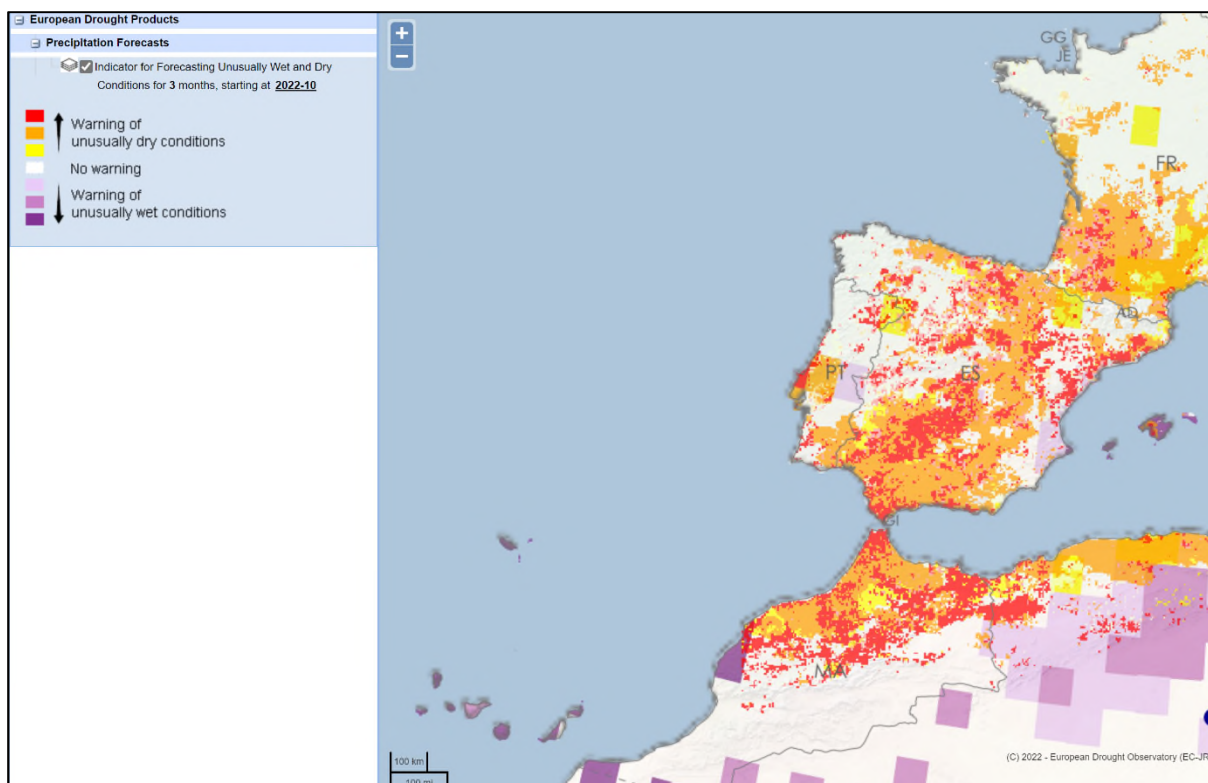 European Drought Products
Precipitation Forecasts
Indicator for Forecasting Unusually Wet and Dry
Conditions for 3 months, starting at 2022-10
Warning of
unusually dry conditions
No warning
Warning of
unusually wet conditions
+
−
GG
JE
FR
AD
PT
ES
GI
MA
100 km
100 mi
(C) 2022 - European Drought Observatory (EC-JR